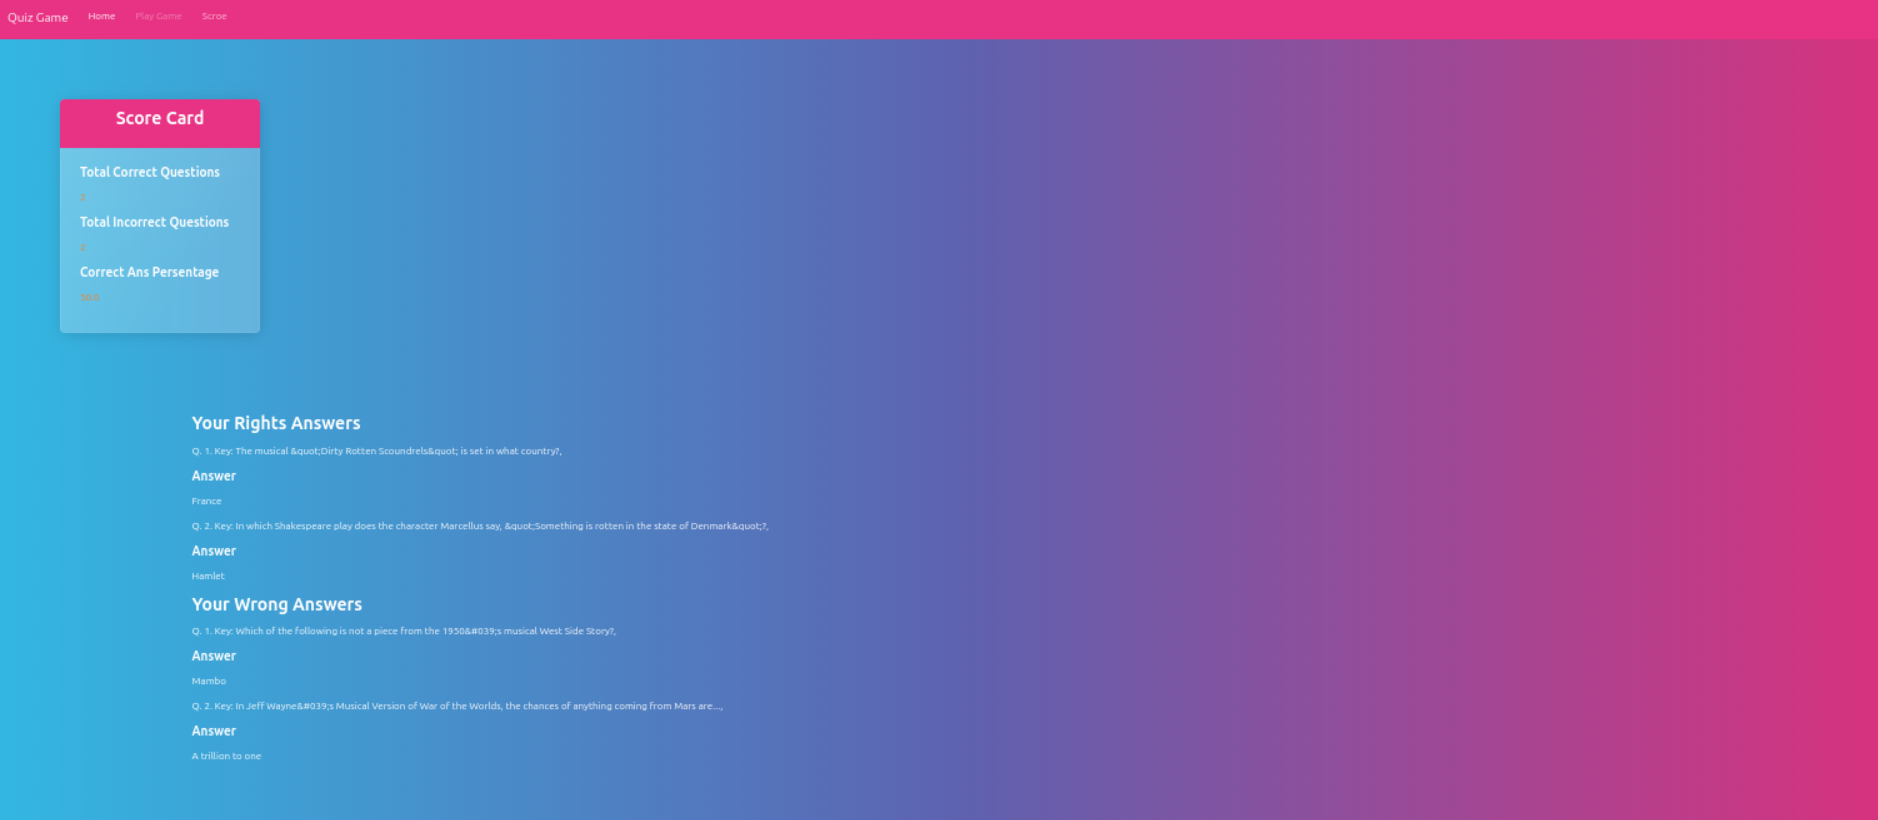 Quiz Game Home Play Game Scroe
Score Card
Total Correct Questions
2
Total Incorrect Questions
Correct Ans Persentage
Your Rights Answers
Q. 1. Key: The musical &quot;Dirty Rotten Scoundrels&quot; is set in what country?,
Answer
France
Q. 2. Key: In which Shakespeare play does the character Marcellus say, &quot;Something is rotten in the state of Denmark&quot;?,
Answer
Hamlet
Your Wrong Answers
Q. 1. Key: Which of the following is not a piece from the 1950&#039;s musical West Side Story?,
Answer
Mambo
Q. 2. Key: In Jeff Wayne&#039;s Musical Version of War of the Worlds, the chances of anything coming from Mars are...,
Answer
A trillion to one